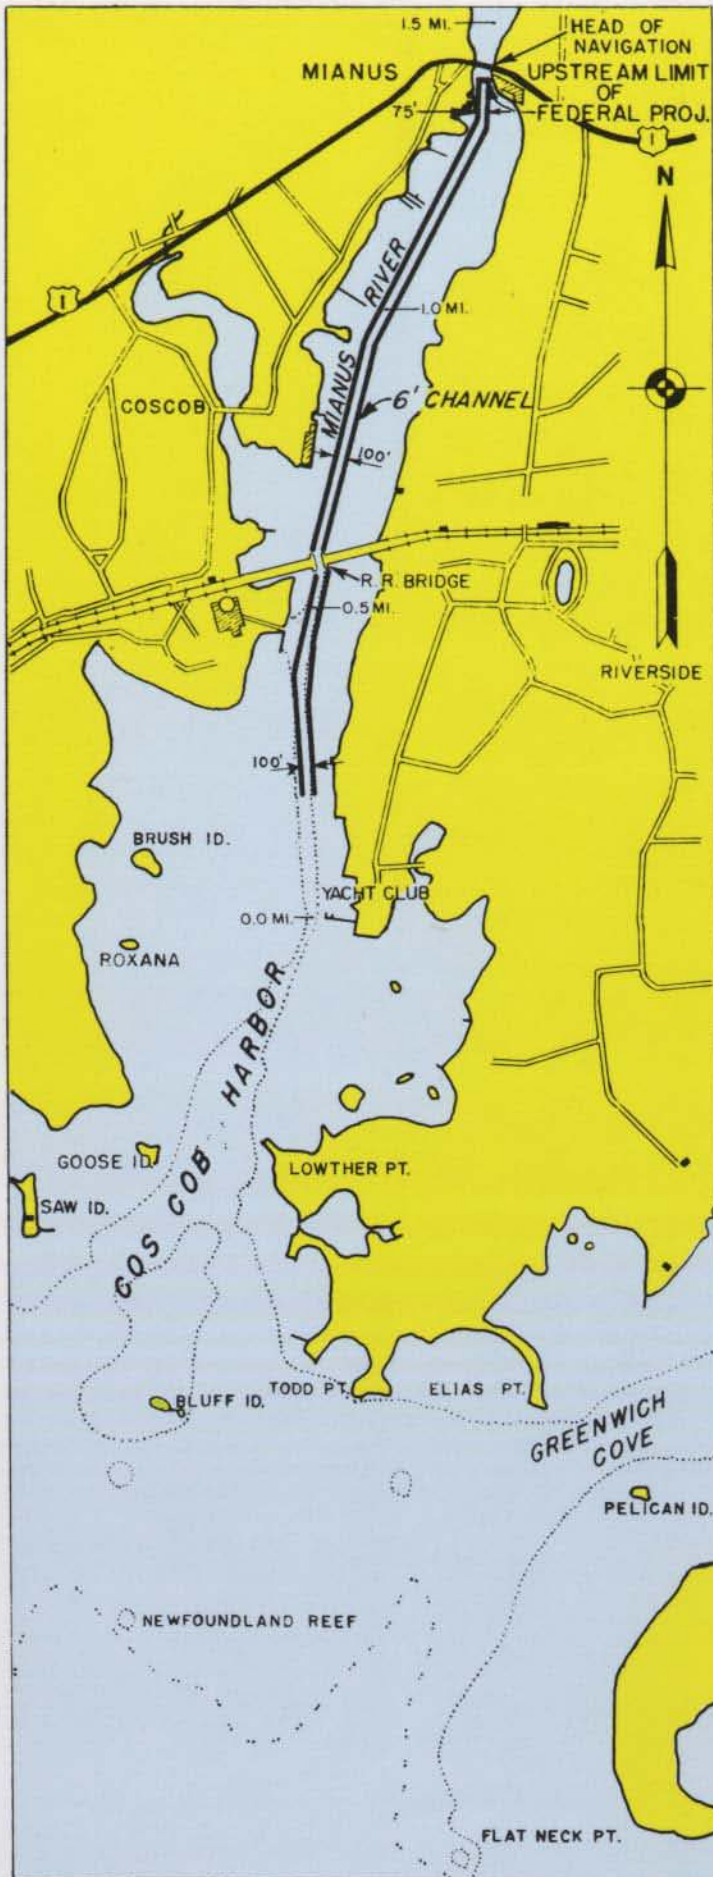 1.5 MI.
HEAD OF
NAVIGATION
MIANUS
UPSTREAM LIMIT
OF
FEDERAL PROJ.
75'
1
N
1
RIVER
1.0 MI.
MIANUS
COSCOB
6' CHANNEL
100'
R.R. BRIDGE
0.5 MI.
RIVERSIDE
100'
BRUSH ID.
YACHT CLUB
0.0 MI.
ROXANA
COS COB HARBOR
GOOSE ID.
LOWTHER PT.
SAW ID.
BLUFF ID.
TODD PT.
ELIAS PT.
GREENWICH
COVE
PELICAN ID.
NEWFOUNDLAND REEF
FLAT NECK PT.